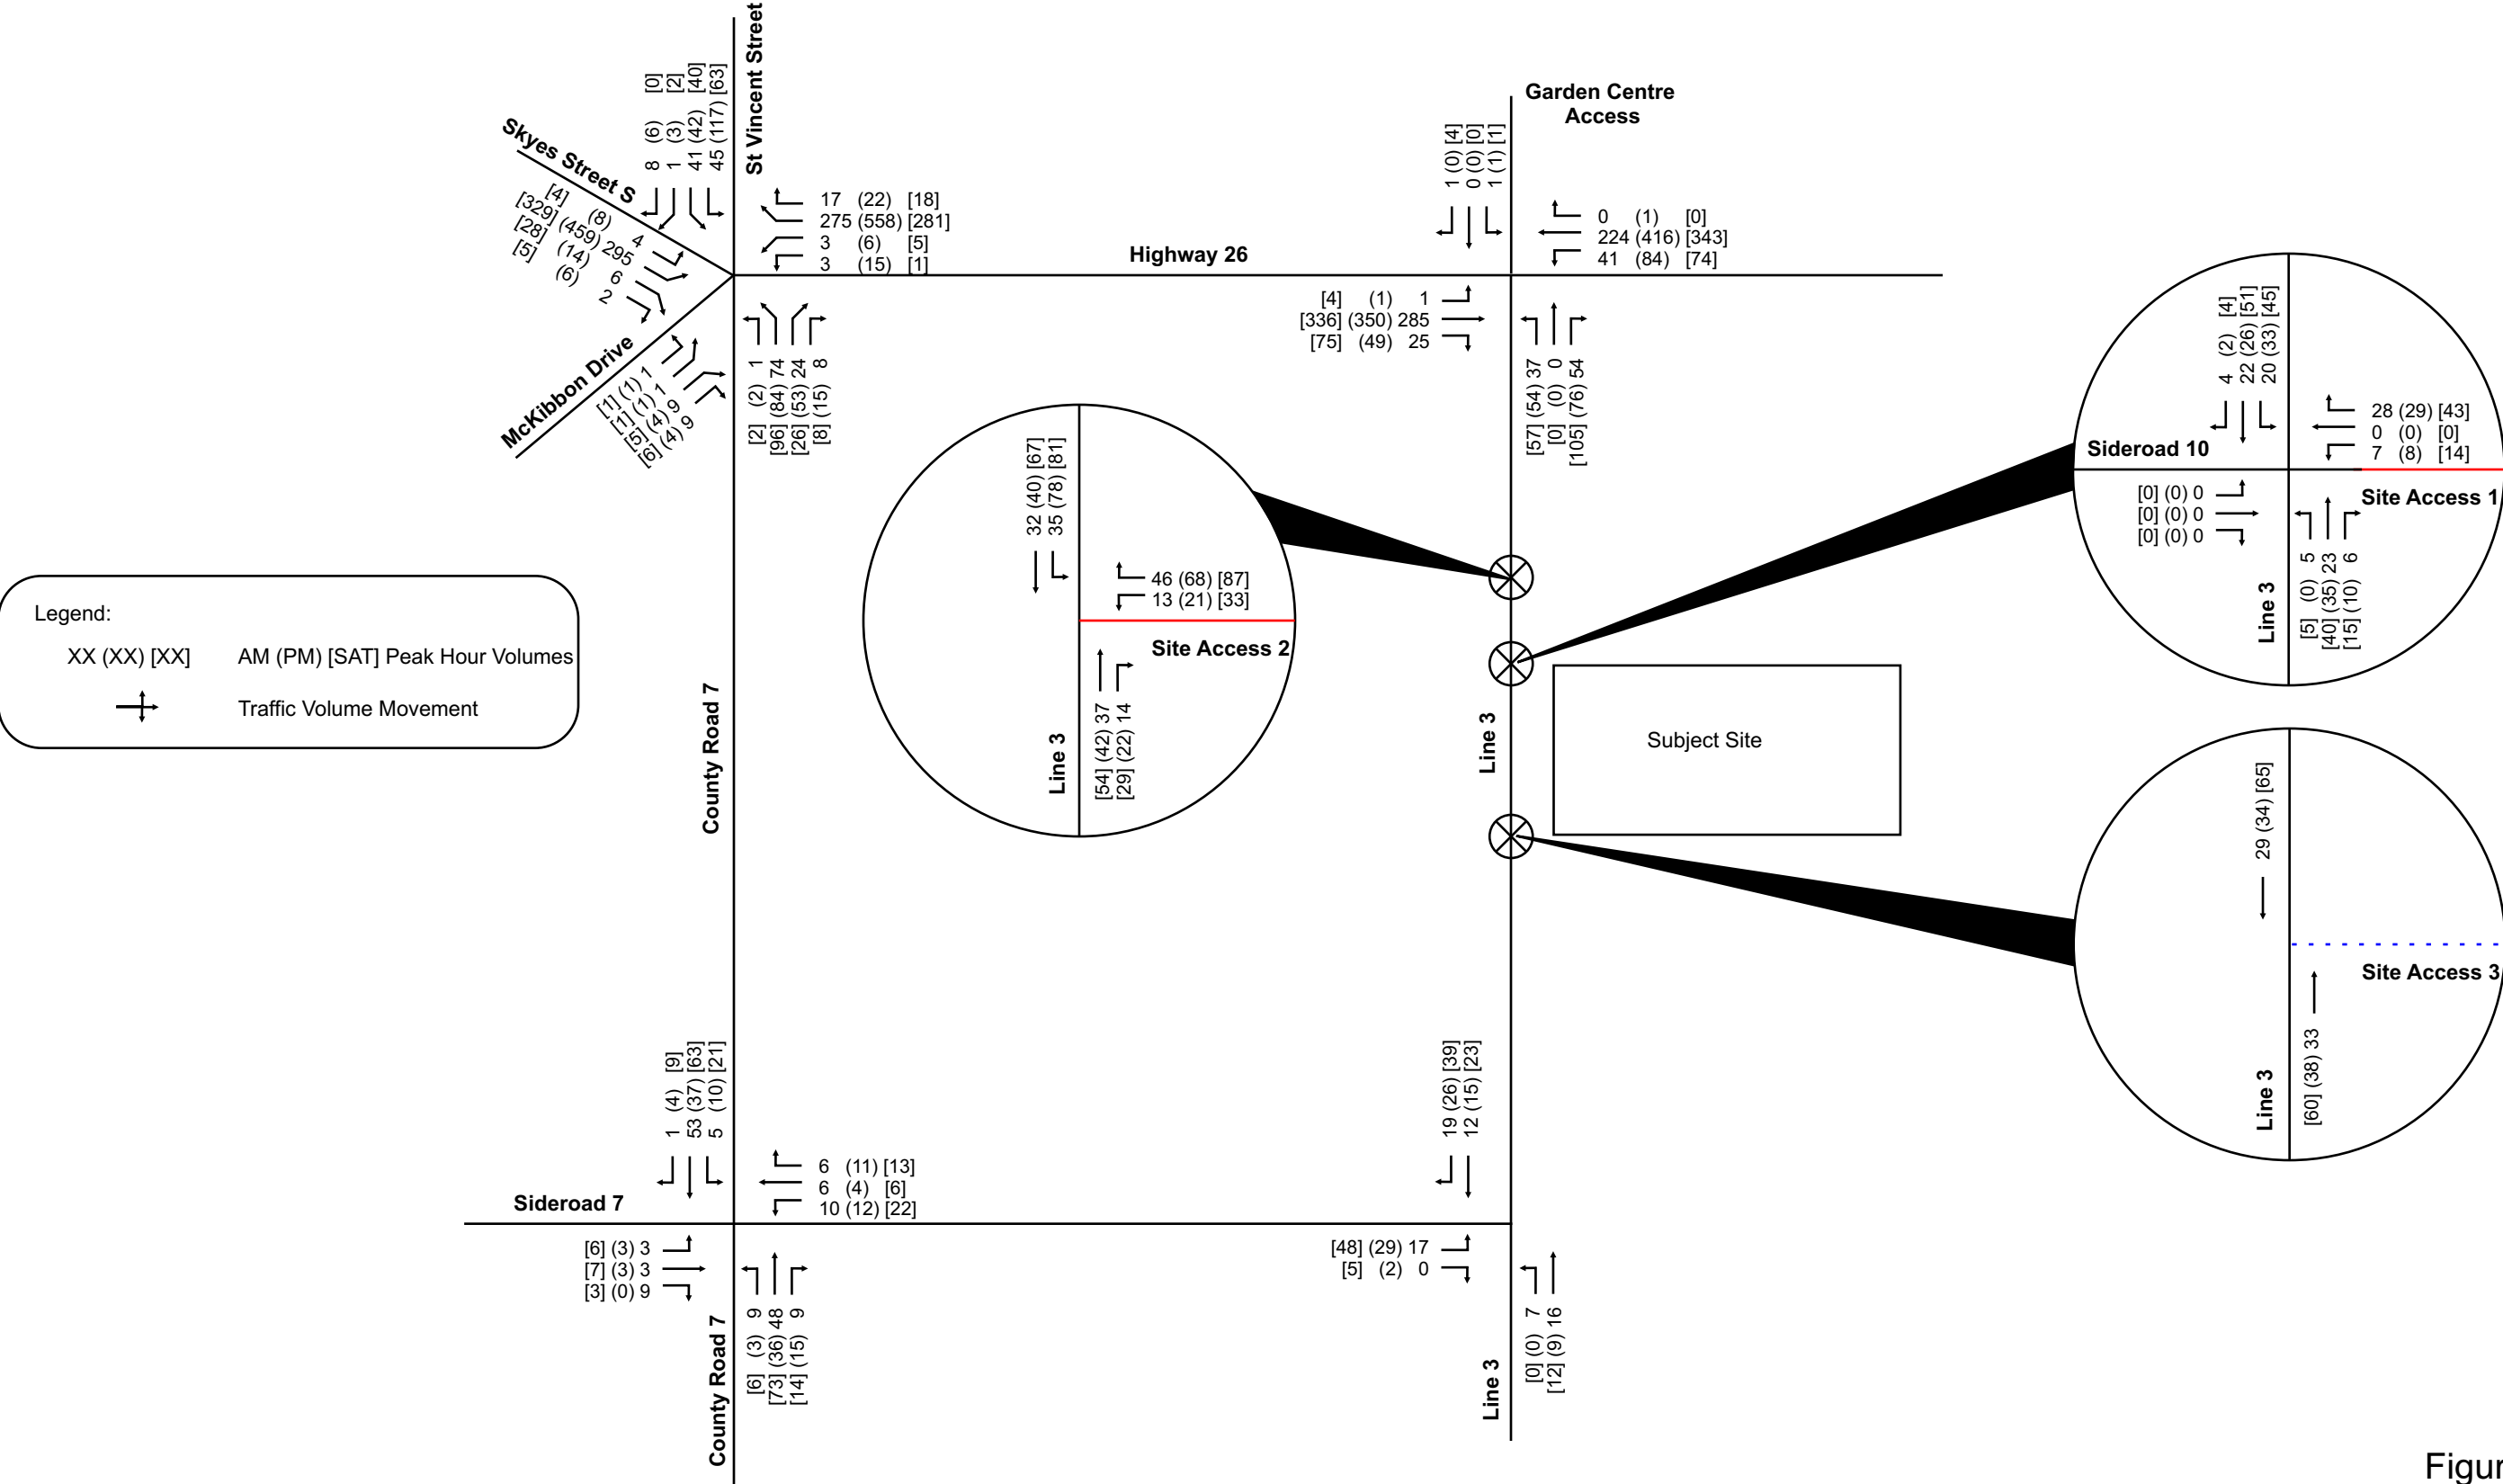 St Vincent Street
8 (6) [0]
1 (3) [2]
41 (42) [40]
45 (117) [63]
Skyes Street S
[4] (8) 4
[329] (459) 295
[28] (14) 6
[5] (6) 2
17 (22) [18]
275 (558) [281]
3 (6) [5]
3 (15) [1]
McKibbon Drive
[1] (1) 1
[1] (1) 1
[5] (4) 9
[6] (4) 9
[2] (2) 1
[96] (84) 74
[26] (53) 24
[8] (15) 8
Highway 26
Garden Centre
Access
1 (0) [4]
0 (0) [0]
1 (1) [1]
0 (1) [0]
224 (416) [343]
41 (84) [74]
[4] (1) 1
[336] (350) 285
[75] (49) 25
[57] (54) 37
[0] (0) 0
[105] (76) 54
4 (2) [4]
22 (26) [51]
20 (33) [45]
28 (29) [43]
0 (0) [0]
7 (8) [14]
Sideroad 10
Site Access 1
[0] (0) 0
[0] (0) 0
[0] (0) 0
Line 3
[5] (0) 5
[40] (35) 23
[15] (10) 6
32 (40) [67]
35 (78) [81]
46 (68) [87]
13 (21) [33]
Site Access 2
Line 3
[54] (42) 37
[29] (22) 14
Legend:
XX (XX) [XX] AM (PM) [SAT] Peak Hour Volumes
Traffic Volume Movement
County Road 7
Line 3
Subject Site
29 (34) [65]
Site Access 3
Line 3
[60] (38) 33
1 (4) [9]
53 (37) [63]
5 (10) [21]
6 (11) [13]
6 (4) [6]
10 (12) [22]
Sideroad 7
[6] (3) 3
[7] (3) 3
[3] (0) 9
County Road 7
[6] (3) 9
[73] (36) 48
[14] (15) 9
19 (26) [39]
12 (15) [23]
[48] (29) 17
[5] (2) 0
Line 3
[0] (0) 7
[12] (9) 16
Figur